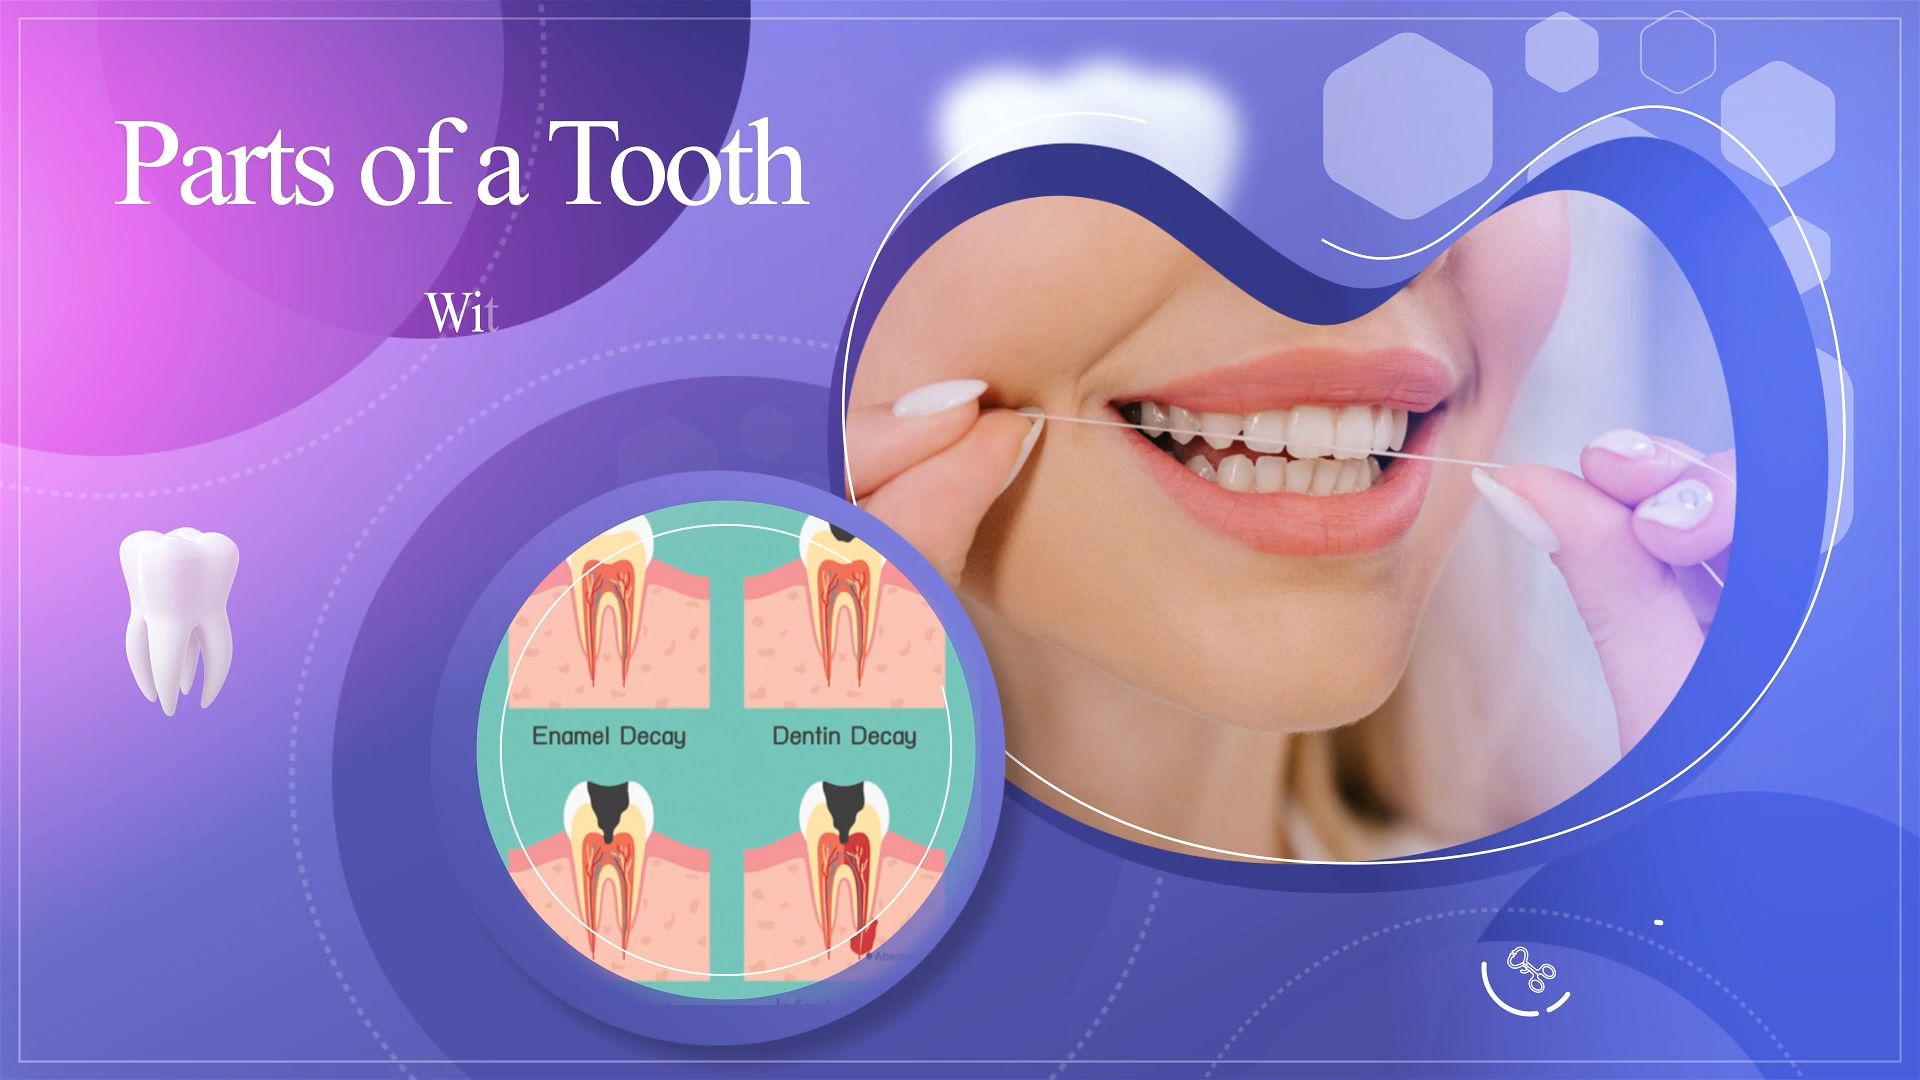 Parts of a Tooth
Wit
Enamel Decay
Dentin Decay